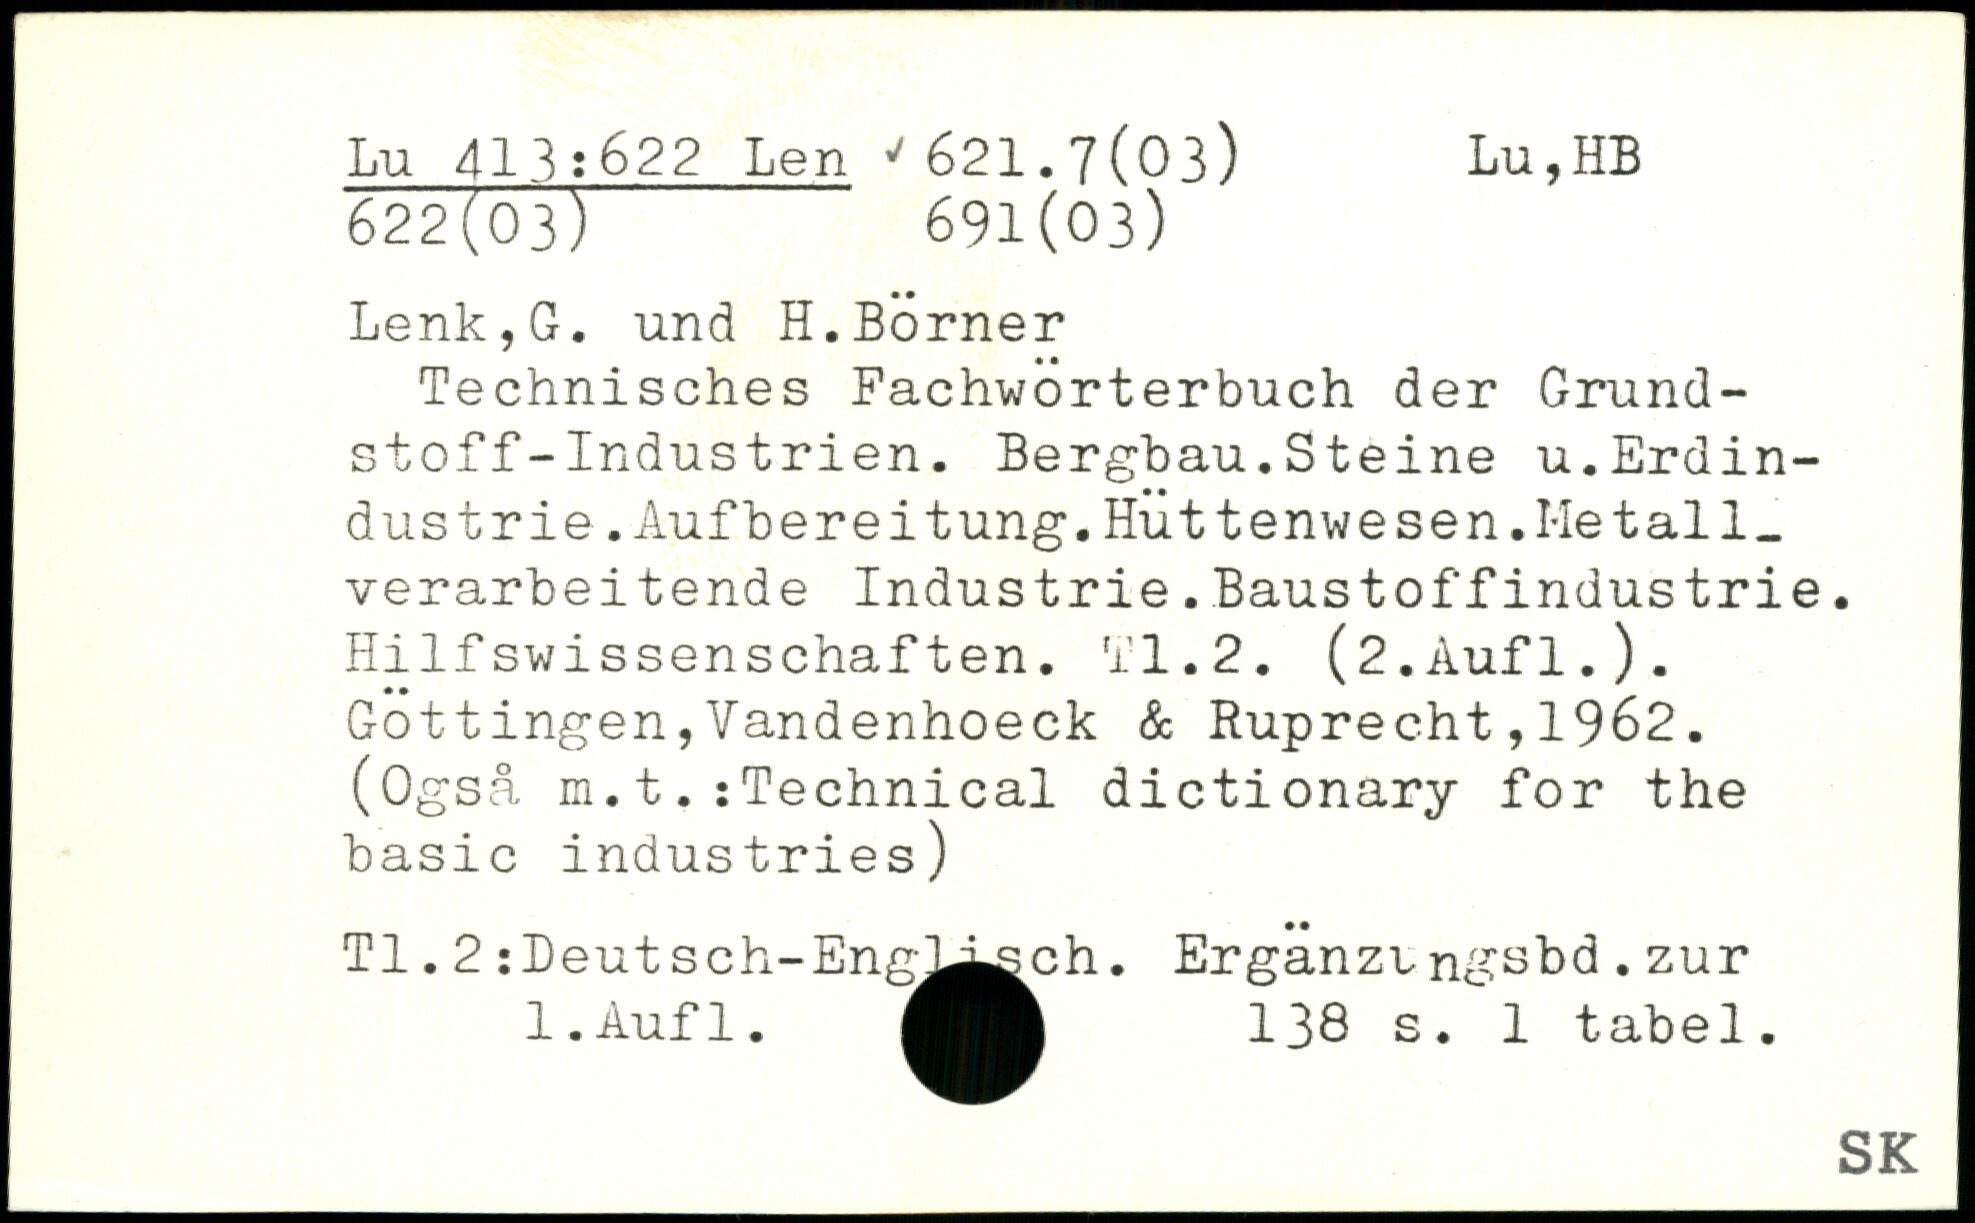 Lu 413:622 Len ✓ 621.7(03) Lu,HB
622(03) 691(03)
Lenk,G. und H.Börner
Technisches Fachwörterbuch der Grund-
stoff-Industrien. Bergbau.Steine u.Erdin-
dustrie.Aufbereitung.Hüttenwesen.Metall-
verarbeitende Industrie.Baustoffindustrie.
Hilfswissenschaften. Tl.2. (2.Aufl.).
Göttingen,Vandenhoeck & Ruprecht,1962.
(Også m.t.:Technical dictionary for the
basic industries)
Tl.2:Deutsch-Englisch. Ergänzungsbd.zur
1.Aufl. 138 s. 1 tabel.
SK